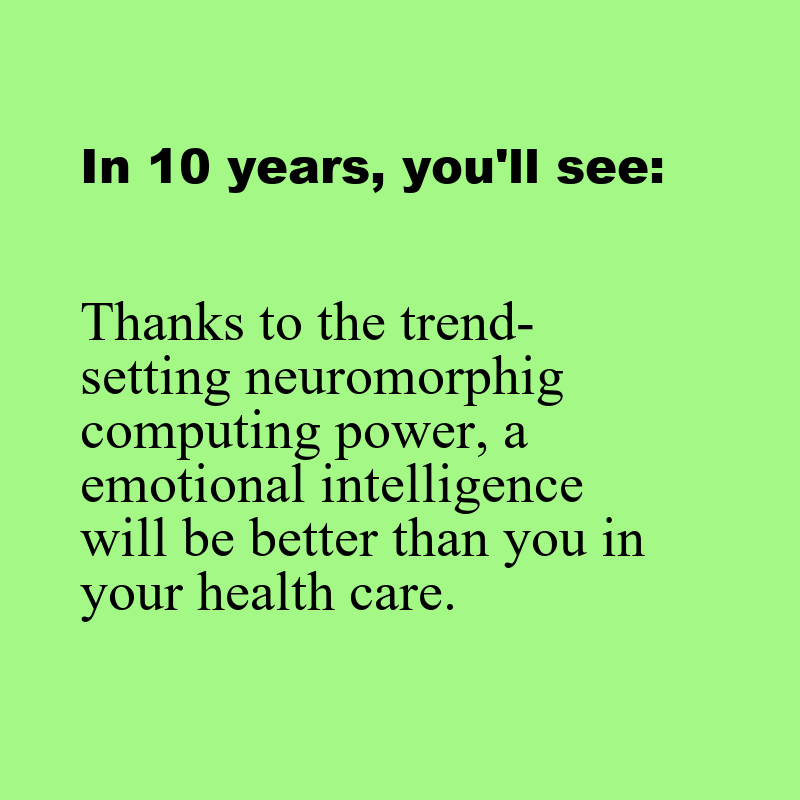 In 10 years, you'll see:
Thanks to the trend-
setting neuromorphig
computing power, a
emotional intelligence
will be better than you in
your health care.